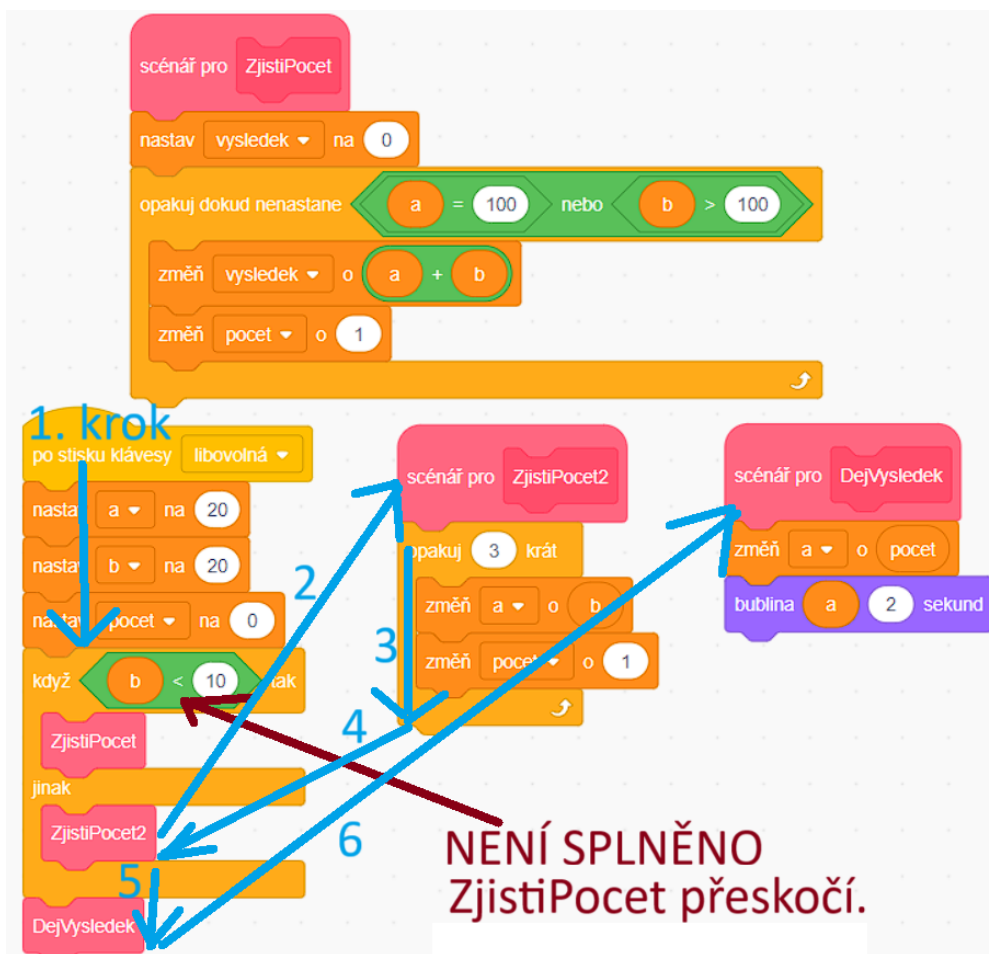 scénář pro ZjistiPocet
nastav vysledek na 0
opakuj dokud nenastane a = 100 nebo b > 100
změň vysledek o a + b
změň pocet o 1
1. krok
po stisku klávesy libovolná
nastav a na 20
nastav b na 20
nastav pocet na 0
když b < 10 tak
ZjistiPocet
jinak
ZjistiPocet2
DejVysledek
2
scénář pro ZjistiPocet2
opakuj 3 krát
změň a o b
změň pocet o 1
3
4
5
6
scénář pro DejVysledek
změň a o pocet
bublina a 2 sekund
NENÍ SPLNĚNO
ZjistiPocet přeskočí.